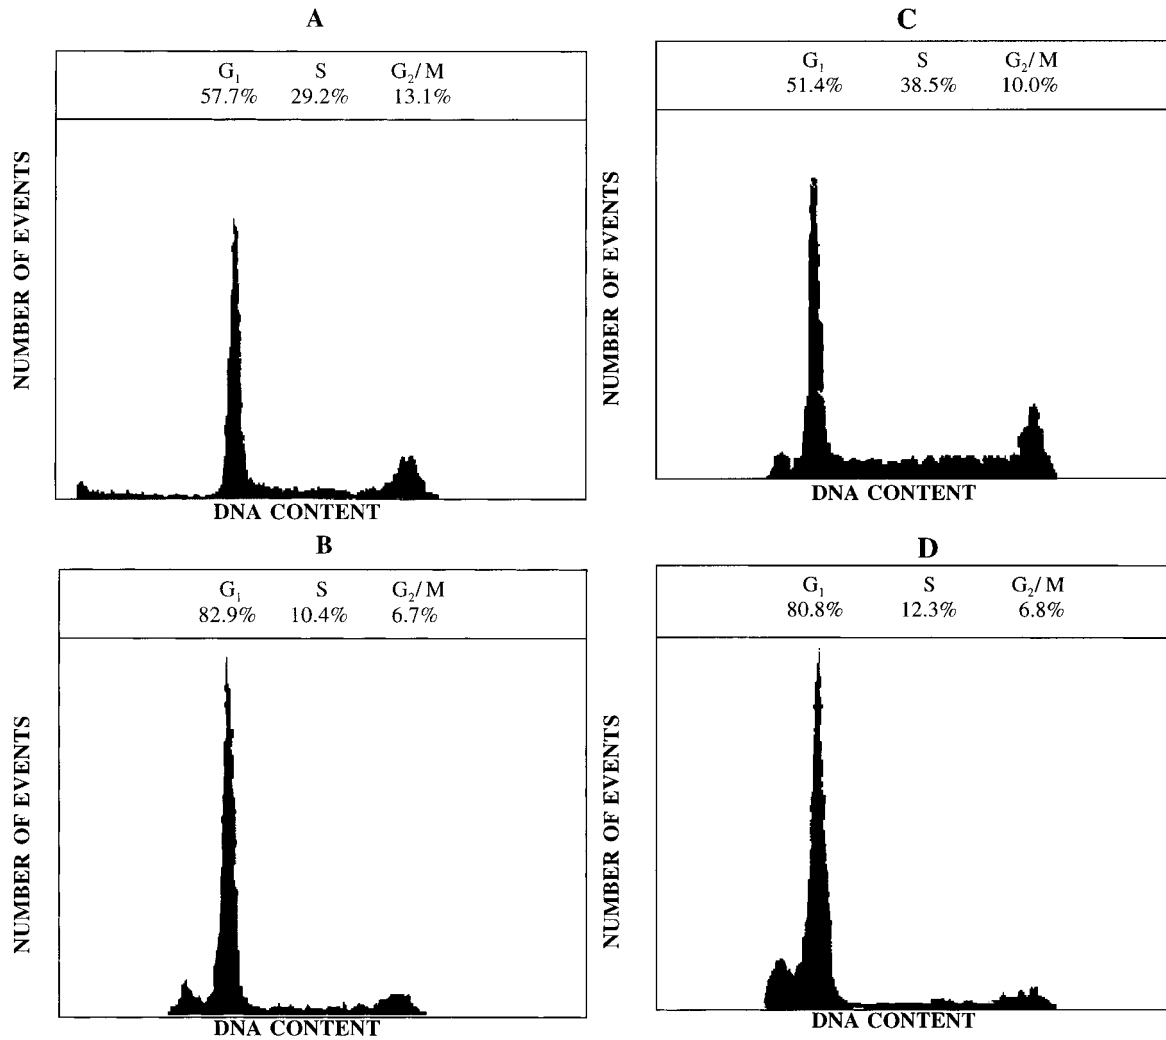 A
G₁ S G₂/ M
57.7% 29.2% 13.1%
NUMBER OF EVENTS
DNA CONTENT
B
G₁ S G₂/ M
82.9% 10.4% 6.7%
NUMBER OF EVENTS
DNA CONTENT
C
G₁ S G₂/ M
51.4% 38.5% 10.0%
NUMBER OF EVENTS
DNA CONTENT
D
G₁ S G₂/ M
80.8% 12.3% 6.8%
NUMBER OF EVENTS
DNA CONTENT